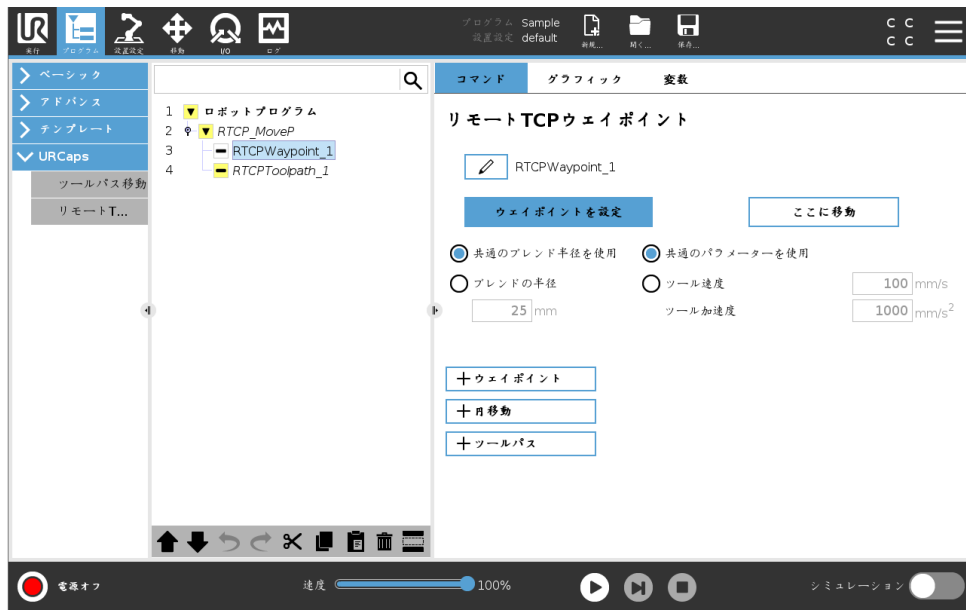 UR
実行
プログラム
設置設定
移動
I/O
ログ
プログラム Sample
設置設定 default
新規...
開く...
保存...
C C
C C
ベーシック
アドバンス
テンプレート
URCaps
ツールパス移動
リモートT...
1 ロボットプログラム
2 RTCP_MoveP
3 RTCPWaypoint_1
4 RTCPToolpath_1
コマンド グラフィック 変数
リモートTCPウェイポイント
RTCPWaypoint_1
ウェイポイントを設定 ここに移動
共通のブレンド半径を使用 共通のパラメーターを使用
ブレンドの半径 ツール速度 100 mm/s
25 mm ツール加速度 1000 mm/s²
+ウェイポイント
+円移動
+ツールパス
電源オフ 速度 100% シミュレーション